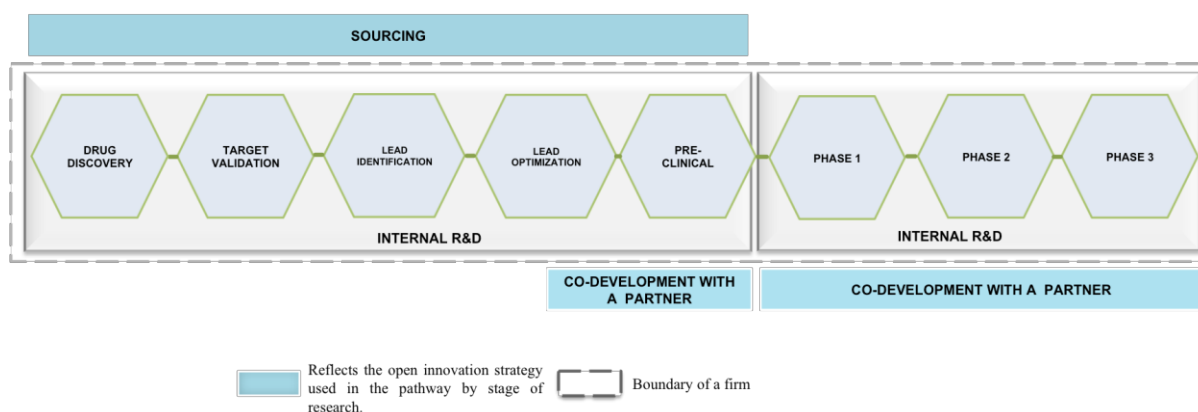 SOURCING
DRUG
DISCOVERY
TARGET
VALIDATION
LEAD
IDENTIFICATION
LEAD
OPTIMIZATION
PRE-
CLINICAL
PHASE 1
PHASE 2
PHASE 3
INTERNAL R&D
INTERNAL R&D
CO-DEVELOPMENT WITH
A PARTNER
CO-DEVELOPMENT WITH A PARTNER
Reflects the open innovation strategy
used in the pathway by stage of
research.
Boundary of a firm